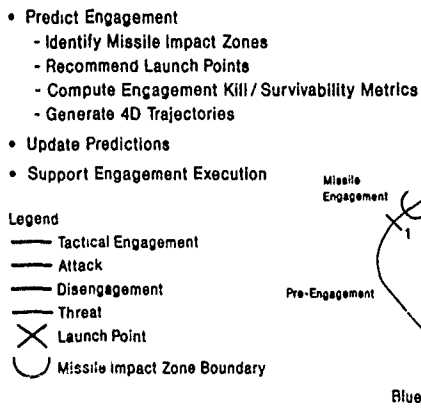 • Predict Engagement
- Identify Missile Impact Zones
- Recommend Launch Points
- Compute Engagement Kill / Survivability Metrics
- Generate 4D Trajectories
• Update Predictions
• Support Engagement Execution
Missile
Engagement
1
Legend
Tactical Engagement
Attack
Disengagement
Threat
Launch Point
Missile Impact Zone Boundary
Pre-Engagement
Blue